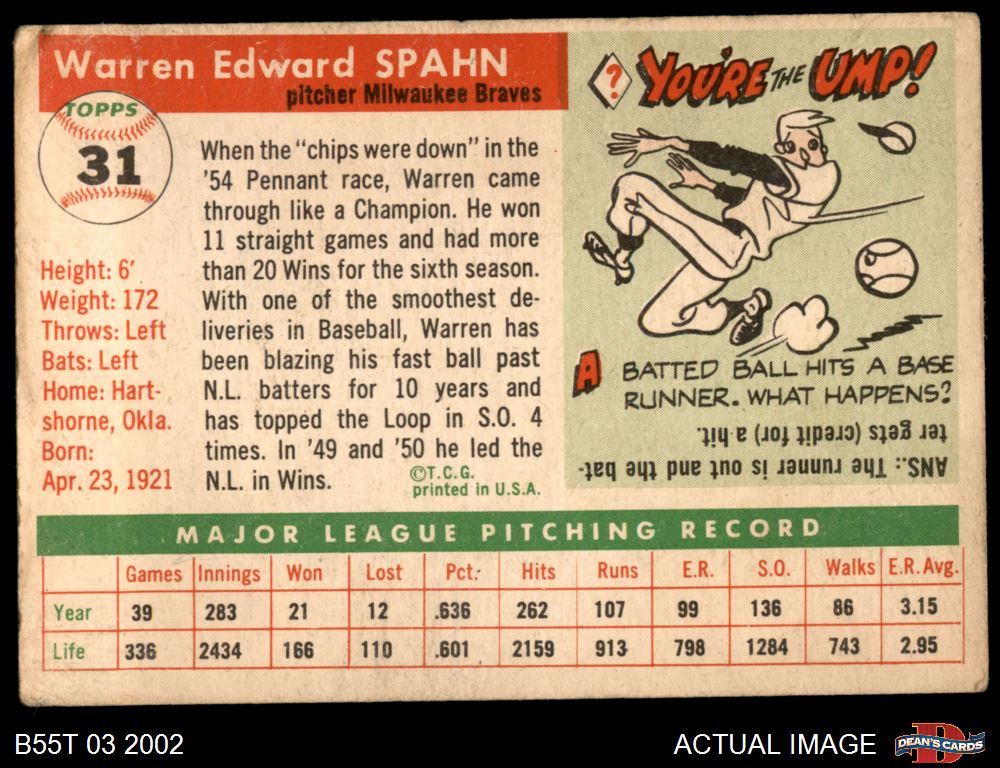 Warren Edward SPAHN
pitcher Milwaukee Braves
TOPPS
31
Height: 6'
Weight: 172
Throws: Left
Bats: Left
Home: Hart-
shorne, Okla.
Born:
Apr. 23, 1921
When the "chips were down" in the
'54 Pennant race, Warren came
through like a Champion. He won
11 straight games and had more
than 20 Wins for the sixth season.
With one of the smoothest de-
liveries in Baseball, Warren has
been blazing his fast ball past
N.L. batters for 10 years and
has topped the Loop in S.O. 4
times. In '49 and '50 he led the
N.L. in Wins.
©T.C.G.
printed in U.S.A.
? YOU'RE THE UMP!
A BATTED BALL HITS A BASE
RUNNER. WHAT HAPPENS?
ANS.: The runner is out and the bat-
ter gets (credit for) a hit.
MAJOR LEAGUE PITCHING RECORD
Games Innings Won Lost Pct. Hits Runs E.R. S.O. Walks E.R.Avg.
Year 39 283 21 12 .636 262 107 99 136 86 3.15
Life 336 2434 166 110 .601 2159 913 798 1284 743 2.95
B55T 03 2002
ACTUAL IMAGE
D
DEAN'S CARDS